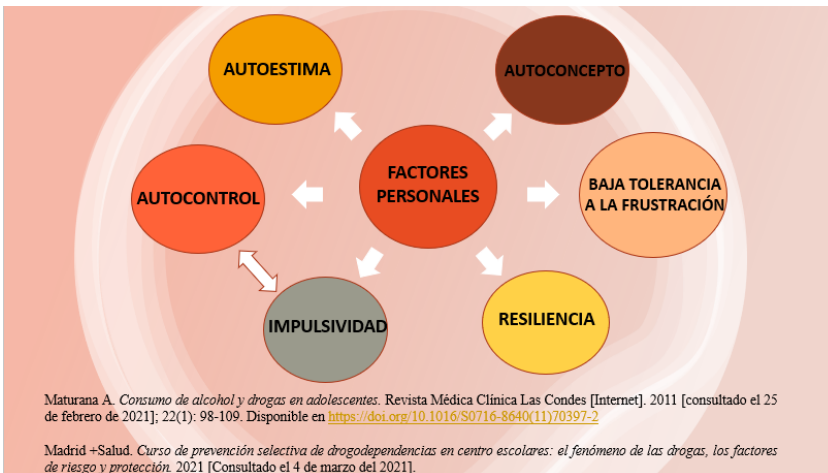 AUTOESTIMA
AUTOCONCEPTO
FACTORES
PERSONALES
AUTOCONTROL
BAJA TOLERANCIA
A LA FRUSTRACIÓN
IMPULSIVIDAD
RESILIENCIA
Maturana A. Consumo de alcohol y drogas en adolescentes. Revista Médica Clínica Las Condes [Internet]. 2011 [consultado el 25
de febrero de 2021]; 22(1): 98-109. Disponible en https://doi.org/10.1016/S0716-8640(11)70397-2
Madrid +Salud. Curso de prevención selectiva de drogodependencias en centro escolares: el fenómeno de las drogas, los factores
de riesgo y protección. 2021 [Consultado el 4 de marzo del 2021].